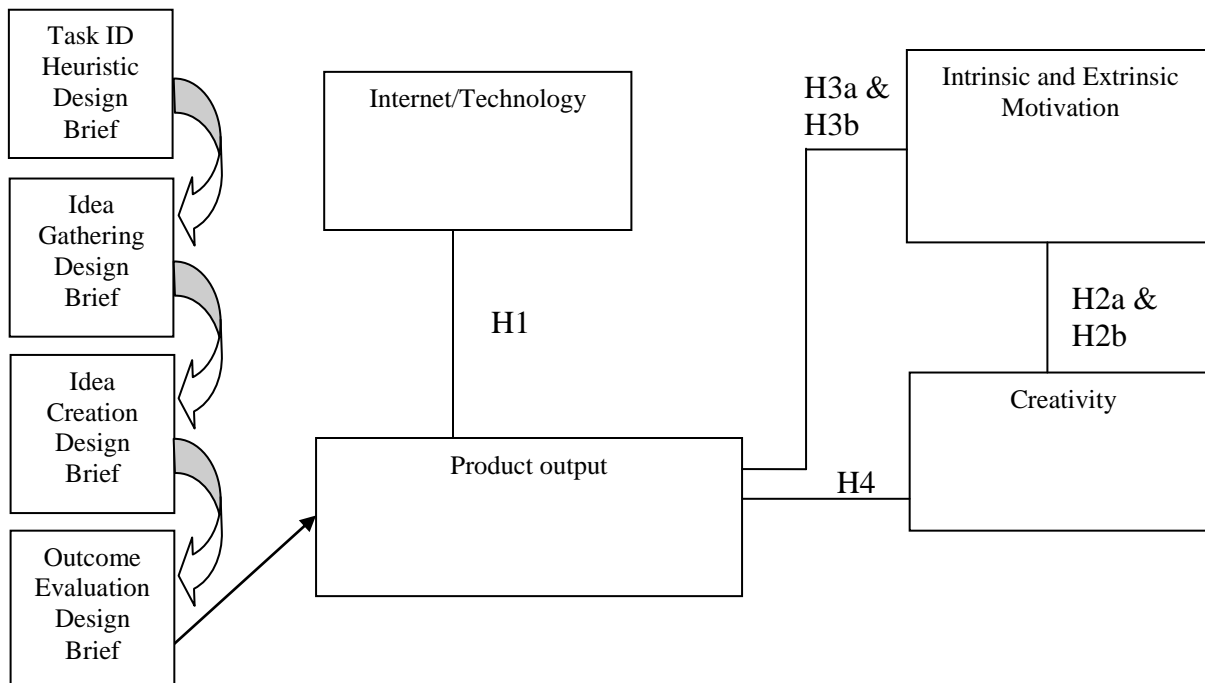 Task ID
Heuristic
Design
Brief
Idea
Gathering
Design
Brief
Idea
Creation
Design
Brief
Outcome
Evaluation
Design
Brief
Internet/Technology
H1
Product output
H3a &
H3b
Intrinsic and Extrinsic
Motivation
H2a &
H2b
Creativity
H4